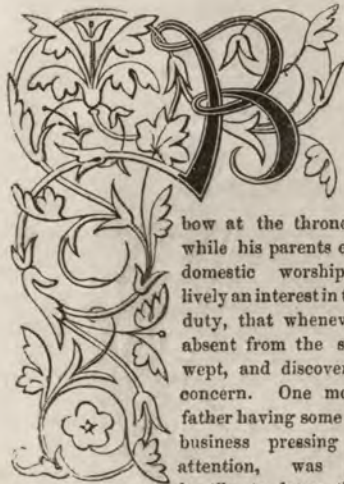 R
bow at the throne
while his parents
domestic worship
lively an interest in
duty, that whenev
absent from the s
wept, and discover
concern. One mo
father having some
business pressing
attention, was